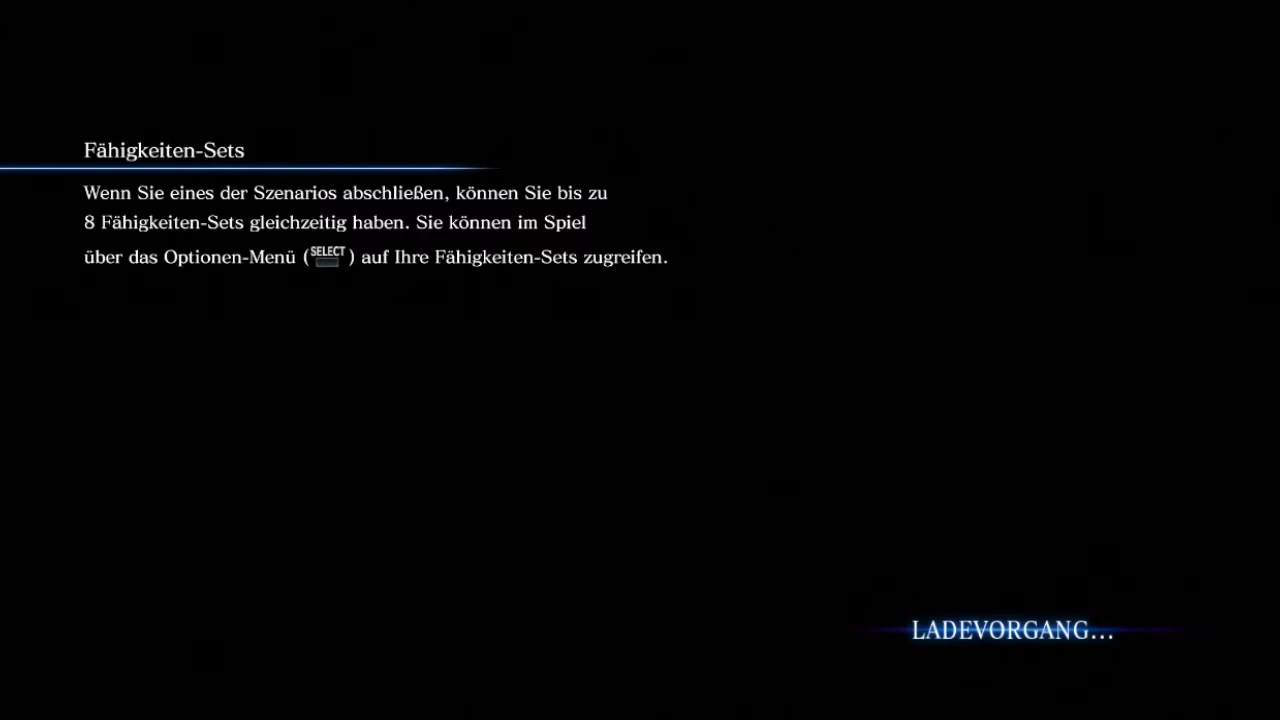 Fähigkeiten-Sets
Wenn Sie eines der Szenarios abschließen, können Sie bis zu
8 Fähigkeiten-Sets gleichzeitig haben. Sie können im Spiel
über das Optionen-Menü (SELECT) auf Ihre Fähigkeiten-Sets zugreifen.
LADEVORGANG...